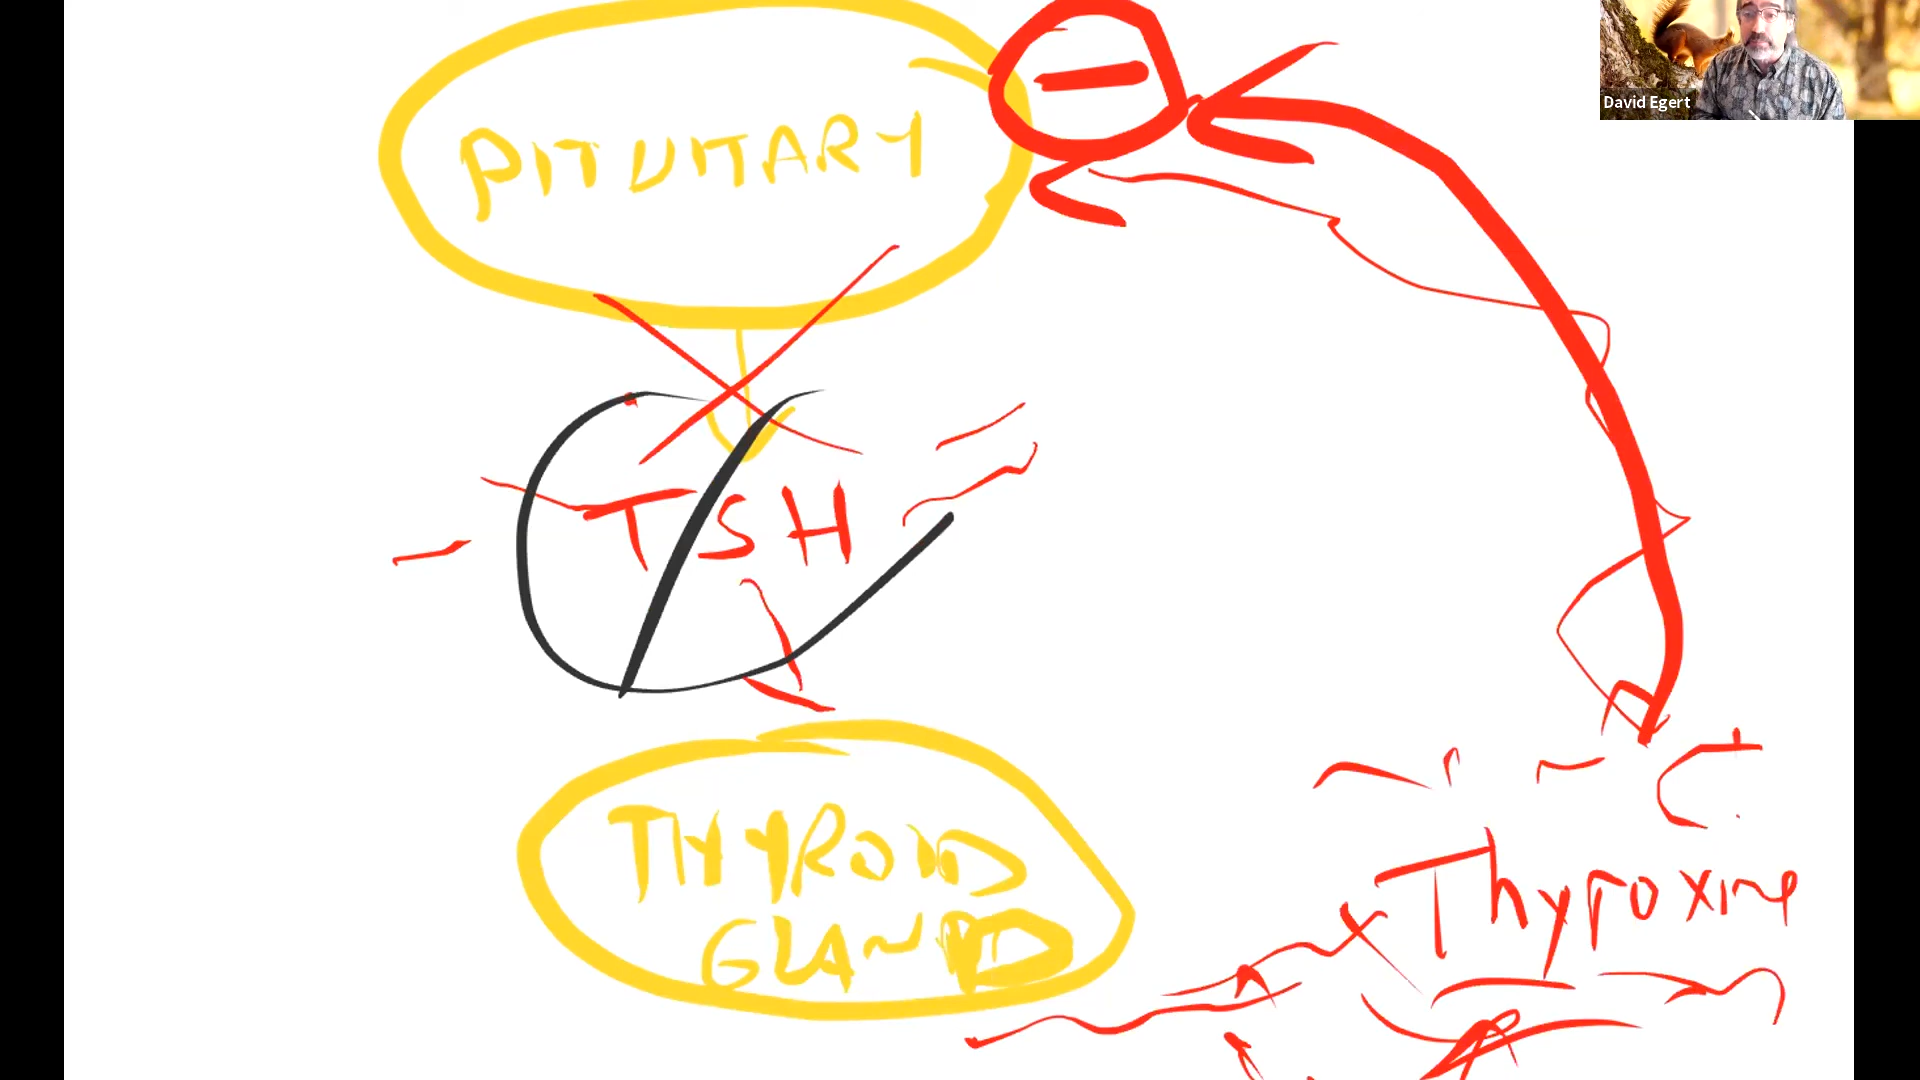 PITUITARY
David Egert
TSH
Thyroxine
THYROID
GLAND